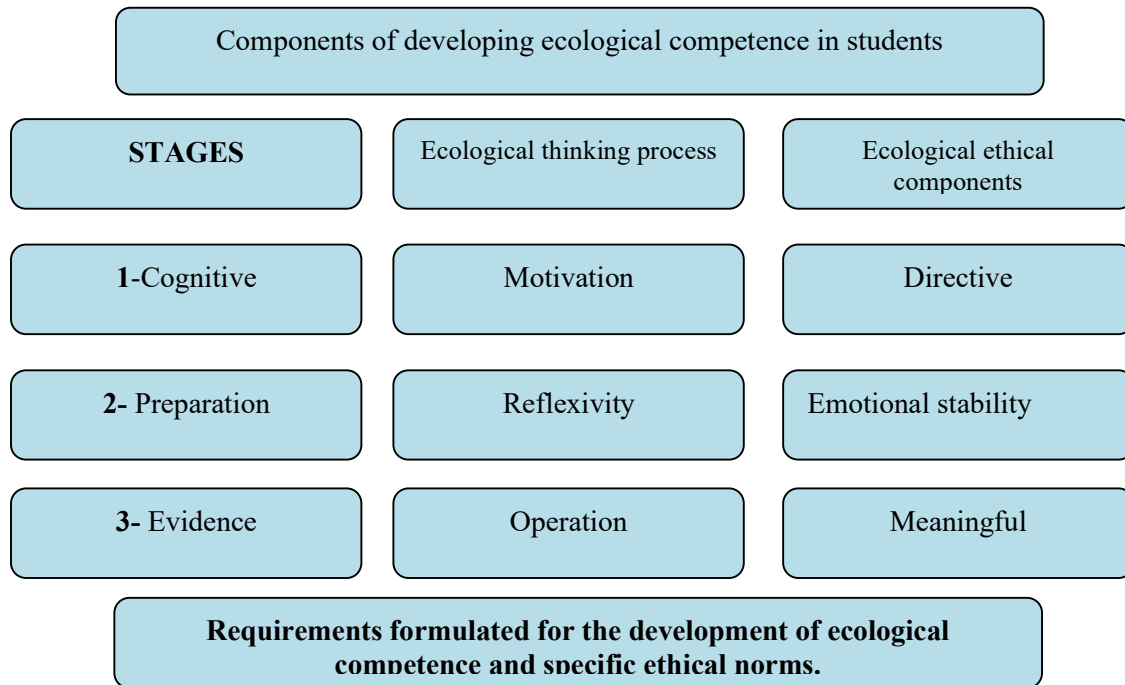 Components of developing ecological competence in students
STAGES
Ecological thinking process
Ecological ethical
components
1-Cognitive
Motivation
Directive
2- Preparation
Reflexivity
Emotional stability
3- Evidence
Operation
Meaningful
Requirements formulated for the development of ecological
competence and specific ethical norms.